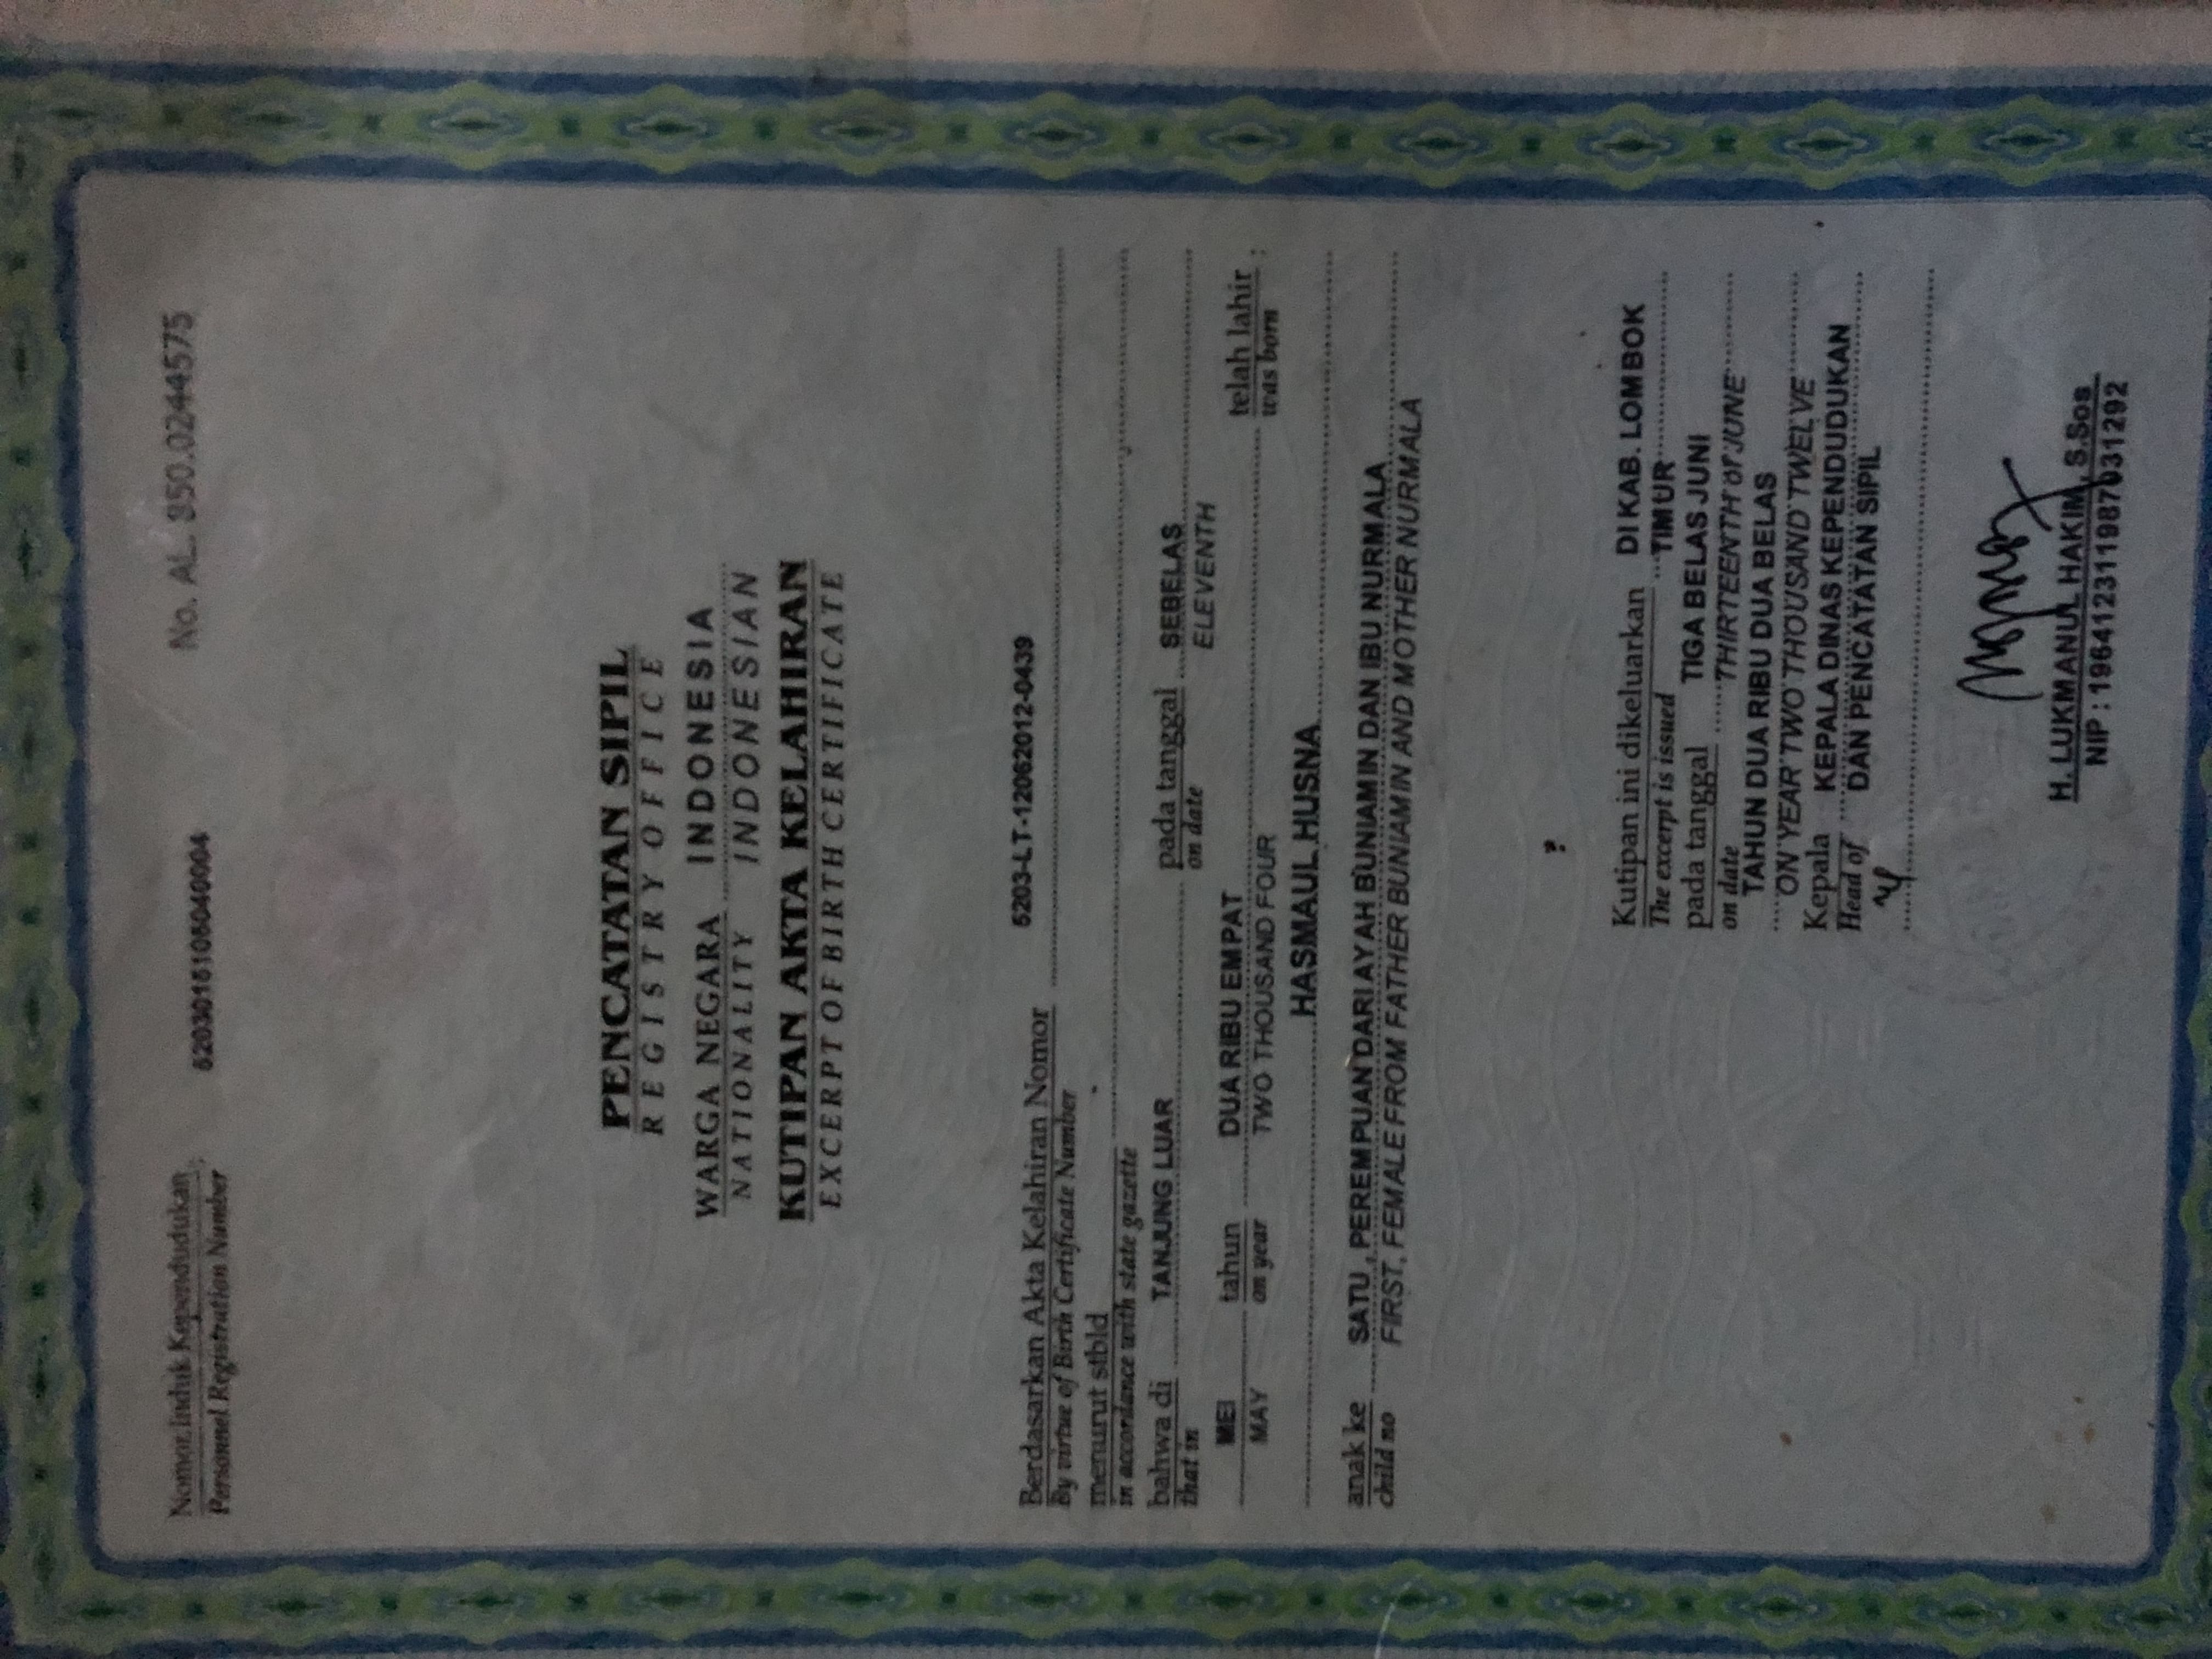 Nomor Induk Kependudukan :
Personnel Registration Number
5203015105040004
No. AL. 350.0244575
PENCATATAN SIPIL
REGISTRY OFFICE
WARGA NEGARA INDONESIA
NATIONALITY INDONESIAN
KUTIPAN AKTA KELAHIRAN
EXCERPT OF BIRTH CERTIFICATE
Berdasarkan Akta Kelahiran Nomor 5203-LT-12062012-0439
By virtue of Birth Certificate Number
menurut stbld
in accordance with state gazette
bahwa di TANJUNG LUAR pada tanggal SEBELAS
that in on date ELEVENTH
MEI tahun DUA RIBU EMPAT telah lahir :
MAY on year TWO THOUSAND FOUR was born
HASMAUL HUSNA
anak ke SATU , PEREMPUAN DARI AYAH BUNIAMIN DAN IBU NURMALA
child no FIRST, FEMALE FROM FATHER BUNIAMIN AND MOTHER NURMALA
Kutipan ini dikeluarkan DI KAB. LOMBOK
The excerpt is issued TIMUR
pada tanggal TIGA BELAS JUNI
on date THIRTEENTH of JUNE
TAHUN DUA RIBU DUA BELAS
ON YEAR TWO THOUSAND TWELVE
Kepala KEPALA DINAS KEPENDUDUKAN
Head of DAN PENCATATAN SIPIL
H. LUKMANUL HAKIM, S.Sos
NIP : 196412311987031292